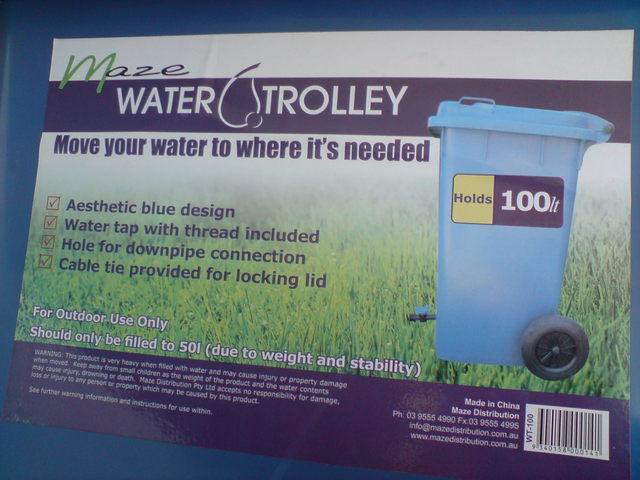 Maze
WATER TROLLEY
Move your water to where it's needed
Holds 100lt
Aesthetic blue design
Water tap with thread included
Hole for downpipe connection
Cable tie provided for locking lid
For Outdoor Use Only
Should only be filled to 50l (due to weight and stability)
WARNING: This product is very heavy when filled with water and may cause injury or property damage
when moved. Keep away from small children as the weight of the product and the water contents
may cause injury, drowning or death. Maze Distribution Pty Ltd accepts no responsibility for damage,
loss or injury to any person or property which may be caused by this product.
See further warning information and instructions for use within.
Made in China
Maze Distribution
Ph: 03 9555 4990 Fx:03 9555 4995
info@mazedistribution.com.au
www.mazedistribution.com.au
WT-100
9 340158 000141